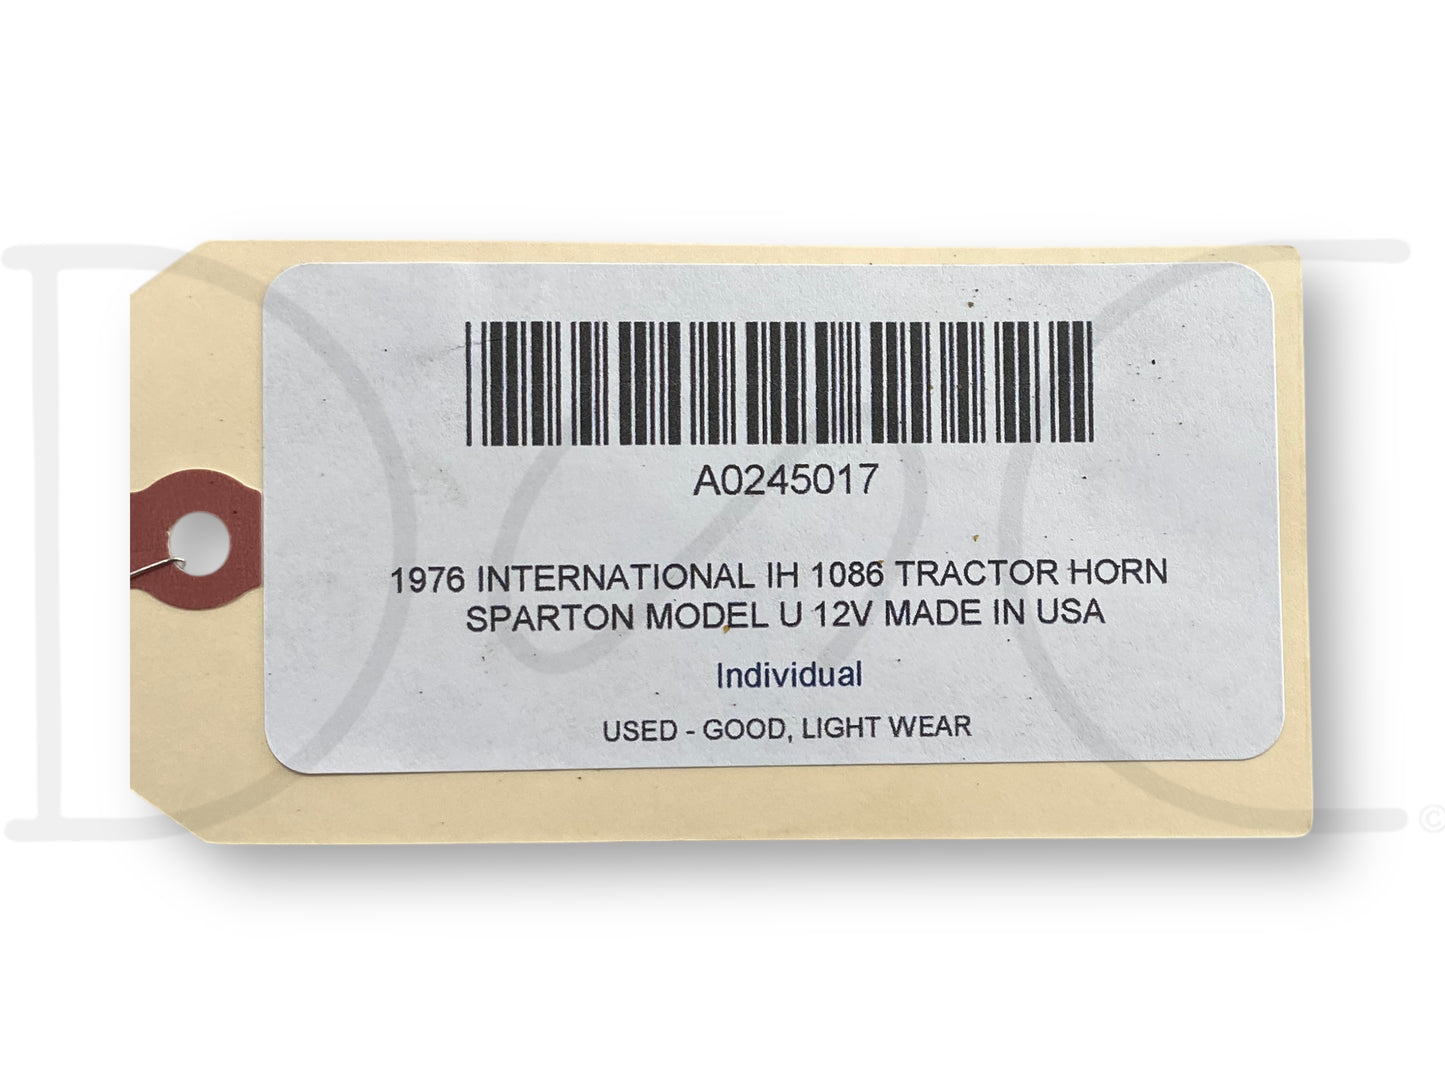 A0245017
1976 INTERNATIONAL IH 1086 TRACTOR HORN
SPARTON MODEL U 12V MADE IN USA
Individual
USED - GOOD, LIGHT WEAR
©